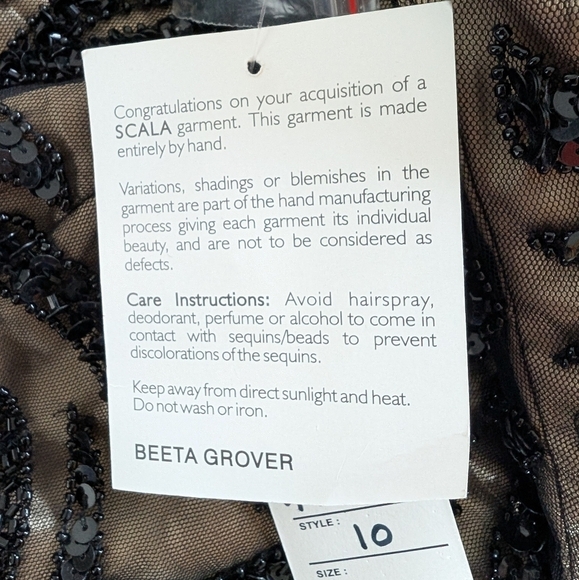 Congratulations on your acquisition of a
SCALA garment. This garment is made
entirely by hand.
Variations, shadings or blemishes in the
garment are part of the hand manufacturing
process giving each garment its individual
beauty, and are not to be considered as
defects.
Care Instructions: Avoid hairspray,
deodorant, perfume or alcohol to come in
contact with sequins/beads to prevent
discolorations of the sequins.
Keep away from direct sunlight and heat.
Do not wash or iron.
BEETA GROVER
STYLE:
10
SIZE: